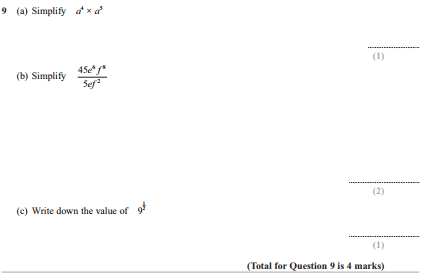 9 (a) Simplify a⁴ × a⁵
(1)
(b) Simplify 45e⁶f⁸ / 5ef²
(2)
(c) Write down the value of 9^½
(1)
(Total for Question 9 is 4 marks)